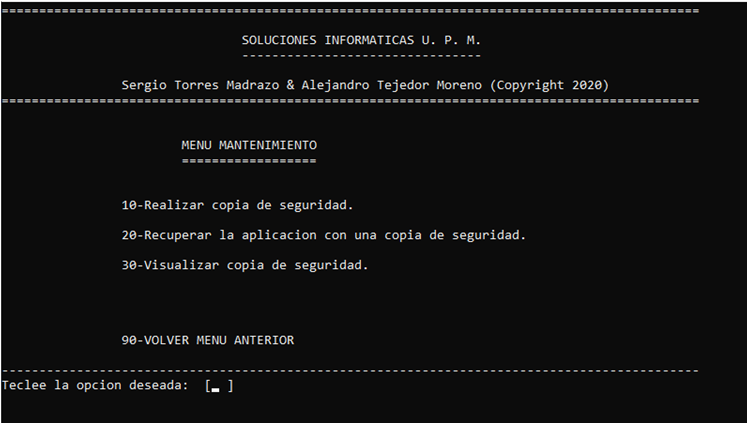 =============================================================================================
SOLUCIONES INFORMATICAS U. P. M.
--------------------------------
Sergio Torres Madrazo & Alejandro Tejedor Moreno (Copyright 2020)
=============================================================================================
MENU MANTENIMIENTO
==================
10-Realizar copia de seguridad.
20-Recuperar la aplicacion con una copia de seguridad.
30-Visualizar copia de seguridad.
90-VOLVER MENU ANTERIOR
---------------------------------------------------------------------------------------------
Teclee la opcion deseada:  [_ ]